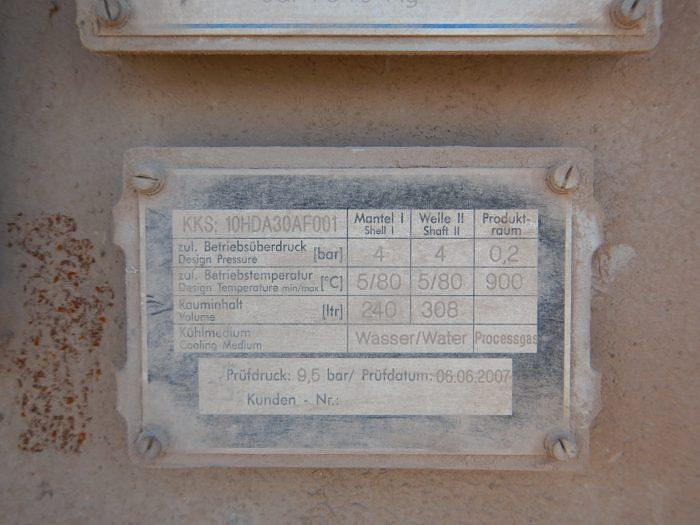 KKS: 10HDA30AF001 Mantel I Welle II Produkt-
Shell I Shaft II raum
zul. Betriebsüberdruck [bar] 4 4 0,2
Design Pressure
zul. Betriebstemperatur [°C] 5/80 5/80 900
Design Temperature min/max
Rauminhalt [ltr] 240 308
Volume
Kühlmedium Wasser/Water Processgas
Cooling Medium
Prüfdruck: 9,5 bar/ Prüfdatum: 06.06.2007
Kunden - Nr.: